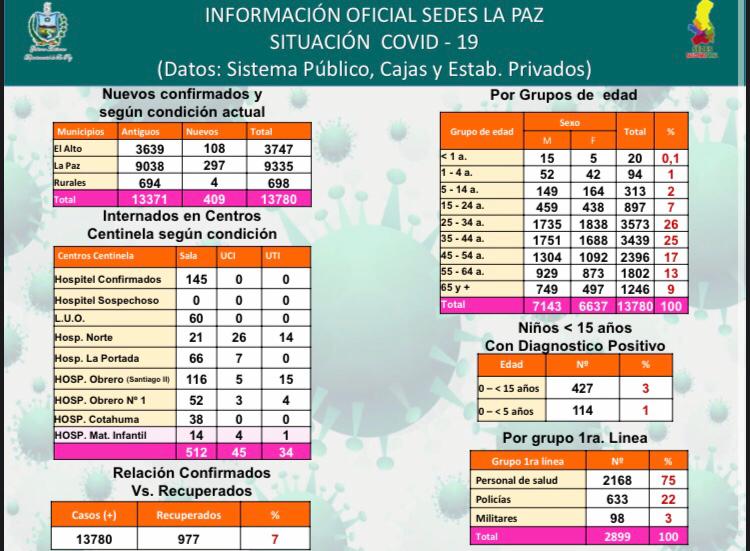 INFORMACIÓN OFICIAL SEDES LA PAZ
SITUACIÓN COVID - 19
(Datos: Sistema Público, Cajas y Estab. Privados)
SEDES
Nuevos confirmados y
según condición actual
Municipios Antiguos Nuevos Total
El Alto 3639 108 3747
La Paz 9038 297 9335
Rurales 694 4 698
Total 13371 409 13780
Internados en Centros
Centinela según condición
Centros Centinela Sala UCI UTI
Hospitel Confirmados 145 0 0
Hospitel Sospechoso 0 0 0
L.U.O. 60 0 0
Hosp. Norte 21 26 14
Hosp. La Portada 66 7 0
HOSP. Obrero (Santiago II) 116 5 15
HOSP. Obrero Nº 1 52 3 4
HOSP. Cotahuma 38 0 0
HOSP. Mat. Infantil 14 4 1
512 45 34
Relación Confirmados
Vs. Recuperados
Casos (+) Recuperados %
13780 977 7
Por Grupos de edad
Grupo de edad Sexo Total %
M F
< 1 a. 15 5 20 0,1
1 - 4 a. 52 42 94 1
5 - 14 a. 149 164 313 2
15 - 24 a. 459 438 897 7
25 - 34 a. 1735 1838 3573 26
35 - 44 a. 1751 1688 3439 25
45 - 54 a. 1304 1092 2396 17
55 - 64 a. 929 873 1802 13
65 y + 749 497 1246 9
Total 7143 6637 13780 100
Niños < 15 años
Con Diagnostico Positivo
Edad Nº %
0 – < 15 años 427 3
0 – < 5 años 114 1
Por grupo 1ra. Linea
Grupo 1ra línea Nº %
Personal de salud 2168 75
Policías 633 22
Militares 98 3
Total 2899 100